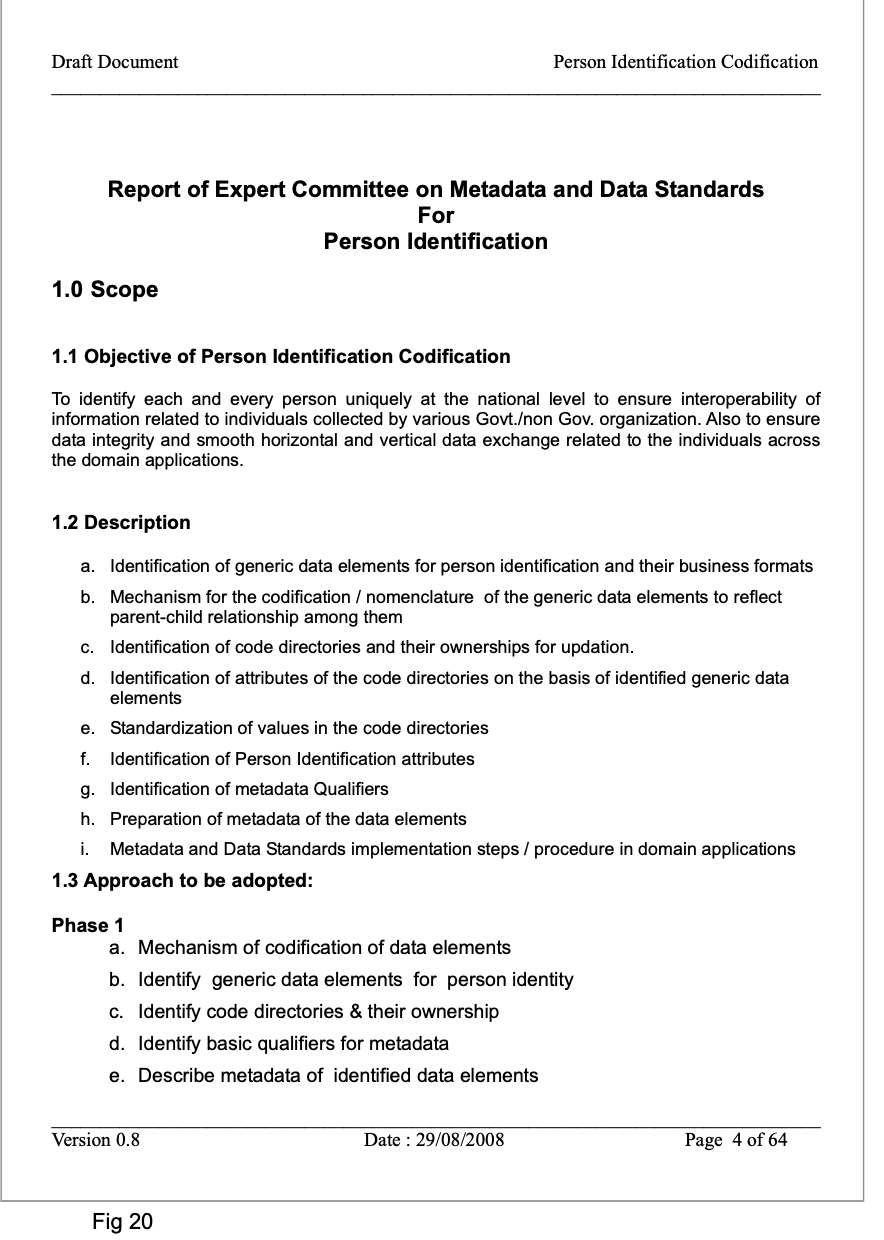 Draft Document Person Identification Codification
Report of Expert Committee on Metadata and Data Standards
For
Person Identification
1.0 Scope
1.1 Objective of Person Identification Codification
To identify each and every person uniquely at the national level to ensure interoperability of
information related to individuals collected by various Govt./non Gov. organization. Also to ensure
data integrity and smooth horizontal and vertical data exchange related to the individuals across
the domain applications.
1.2 Description
a. Identification of generic data elements for person identification and their business formats
b. Mechanism for the codification / nomenclature of the generic data elements to reflect
parent-child relationship among them
c. Identification of code directories and their ownerships for updation.
d. Identification of attributes of the code directories on the basis of identified generic data
elements
e. Standardization of values in the code directories
f. Identification of Person Identification attributes
g. Identification of metadata Qualifiers
h. Preparation of metadata of the data elements
i. Metadata and Data Standards implementation steps / procedure in domain applications
1.3 Approach to be adopted:
Phase 1
a. Mechanism of codification of data elements
b. Identify generic data elements for person identity
c. Identify code directories & their ownership
d. Identify basic qualifiers for metadata
e. Describe metadata of identified data elements
Version 0.8 Date : 29/08/2008 Page 4 of 64
Fig 20